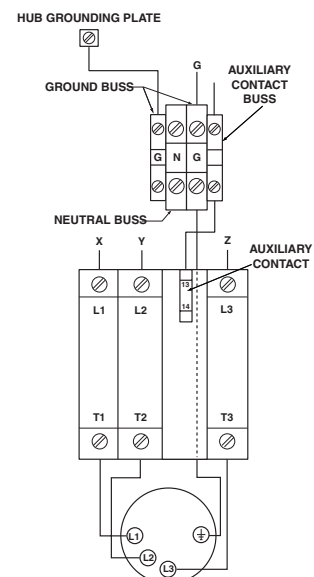 HUB GROUNDING PLATE
G
GROUND BUSS
AUXILIARY
CONTACT
BUSS
G N G
NEUTRAL BUSS
X Y Z
AUXILIARY
CONTACT
13
L1 L2 L3
14
T1 T2 T3
L1
L2
L3